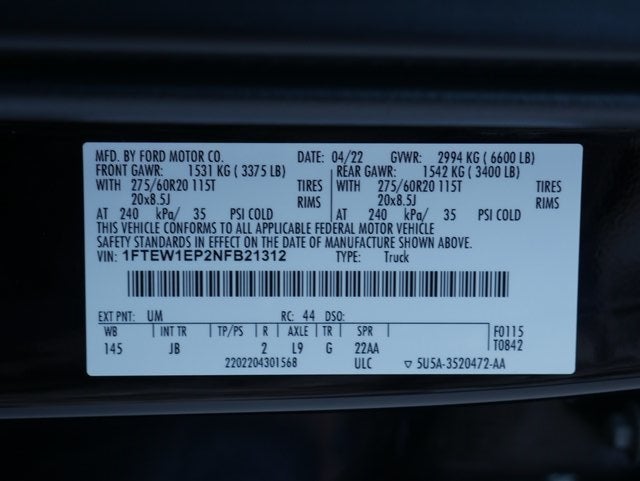 MFD. BY FORD MOTOR CO. DATE: 04/22 GVWR: 2994 KG ( 6600 LB)
FRONT GAWR: 1531 KG ( 3375 LB) REAR GAWR: 1542 KG ( 3400 LB)
WITH 275/60R20 115T TIRES WITH 275/60R20 115T TIRES
20x8.5J RIMS 20x8.5J RIMS
AT 240 kPa/ 35 PSI COLD AT 240 kPa/ 35 PSI COLD
THIS VEHICLE CONFORMS TO ALL APPLICABLE FEDERAL MOTOR VEHICLE
SAFETY STANDARDS IN EFFECT ON THE DATE OF MANUFACTURE SHOWN ABOVE.
VIN: 1FTEW1EP2NFB21312 TYPE: Truck
EXT PNT: UM RC: 44 DSO:
WB INT TR TP/PS R AXLE TR SPR F0115
145 JB 2 L9 G 22AA T0842
2202204301568 ULC ▽ 5U5A-3520472-AA